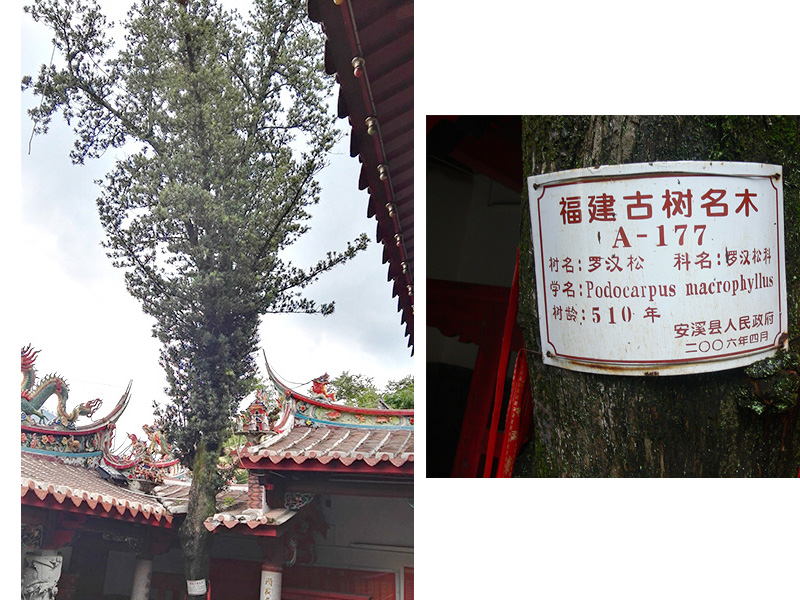 福建古树名木
A-177
树名：罗汉松 科名：罗汉松科
学名：Podocarpus macrophyllus
树龄：510 年
安溪县人民政府
二〇〇六年四月